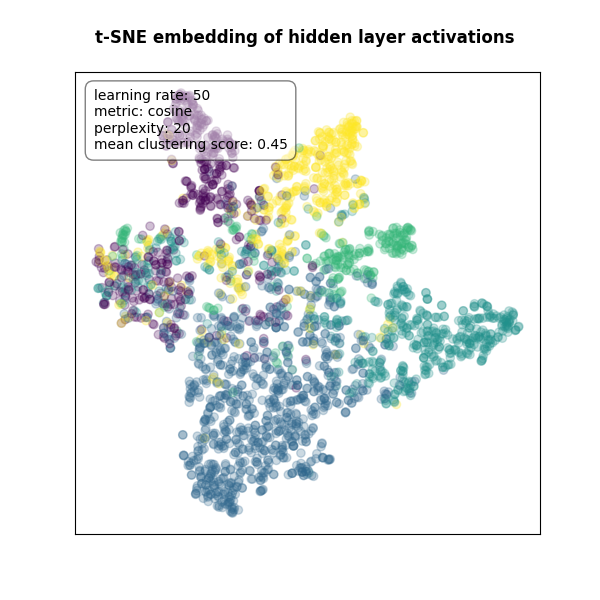 t-SNE embedding of hidden layer activations
learning rate: 50
metric: cosine
perplexity: 20
mean clustering score: 0.45